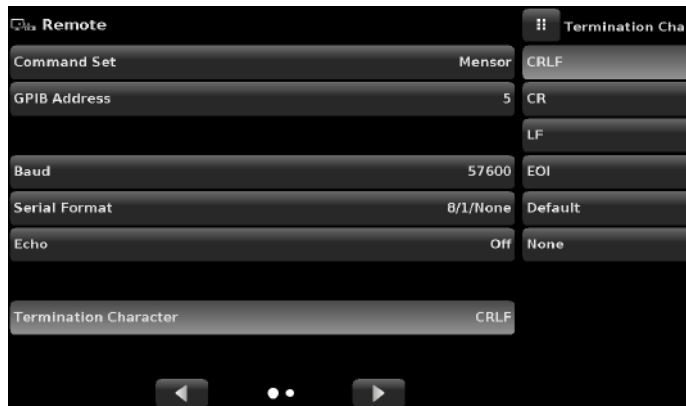 Remote
Command Set Mensor
GPIB Address 5
Baud 57600
Serial Format 8/1/None
Echo Off
Termination Character CRLF
Termination Cha
CRLF
CR
LF
EOI
Default
None